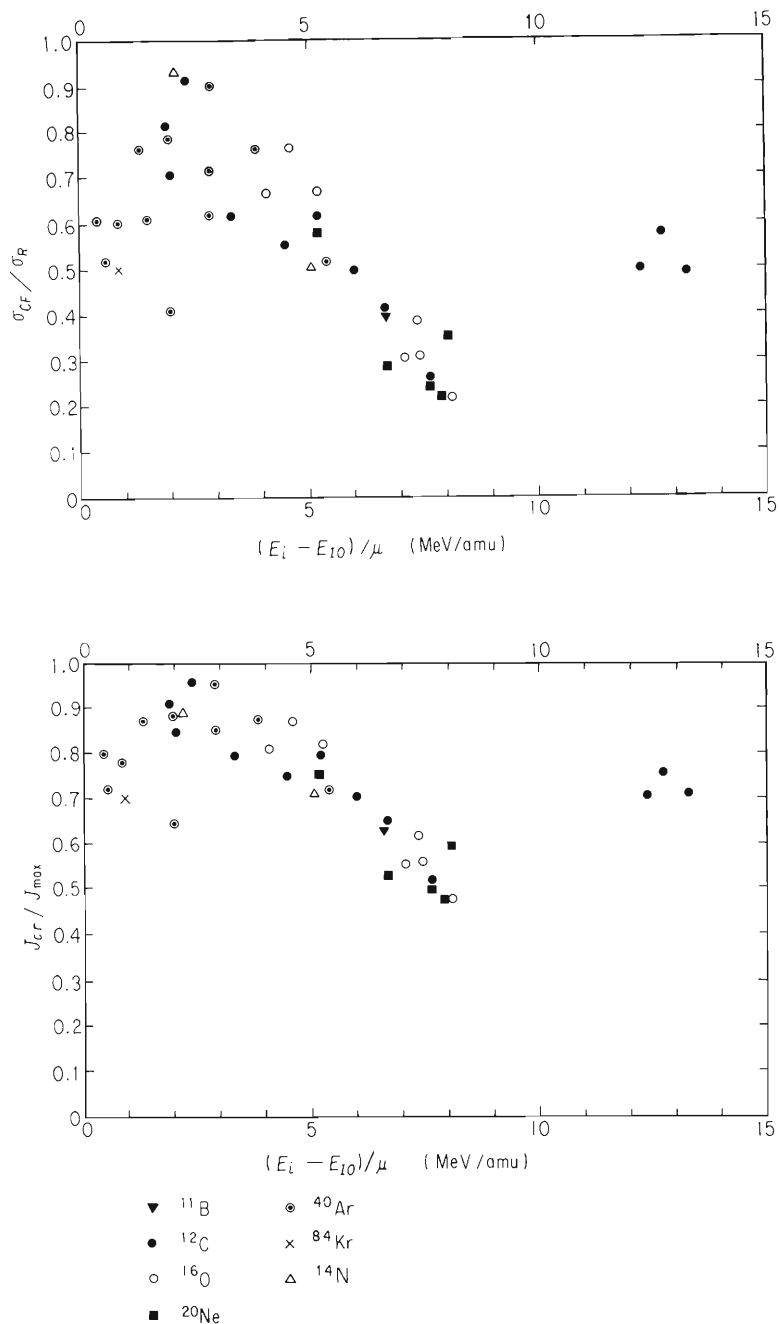 0 5 10 15
1.0
0.9
0.8
0.7
0.6
0.5
0.4
0.3
0.2
0.1
0
σCF / σR
0 5 10 15
(Ei − EI0)/μ (MeV/amu)
0 5 10 15
1.0
0.9
0.8
0.7
0.6
0.5
0.4
0.3
0.2
0.1
0
Jcr / Jmax
0 5 10 15
(Ei − EI0)/μ (MeV/amu)
▼ 11B ◉ 40Ar
● 12C × 84Kr
○ 16O △ 14N
■ 20Ne